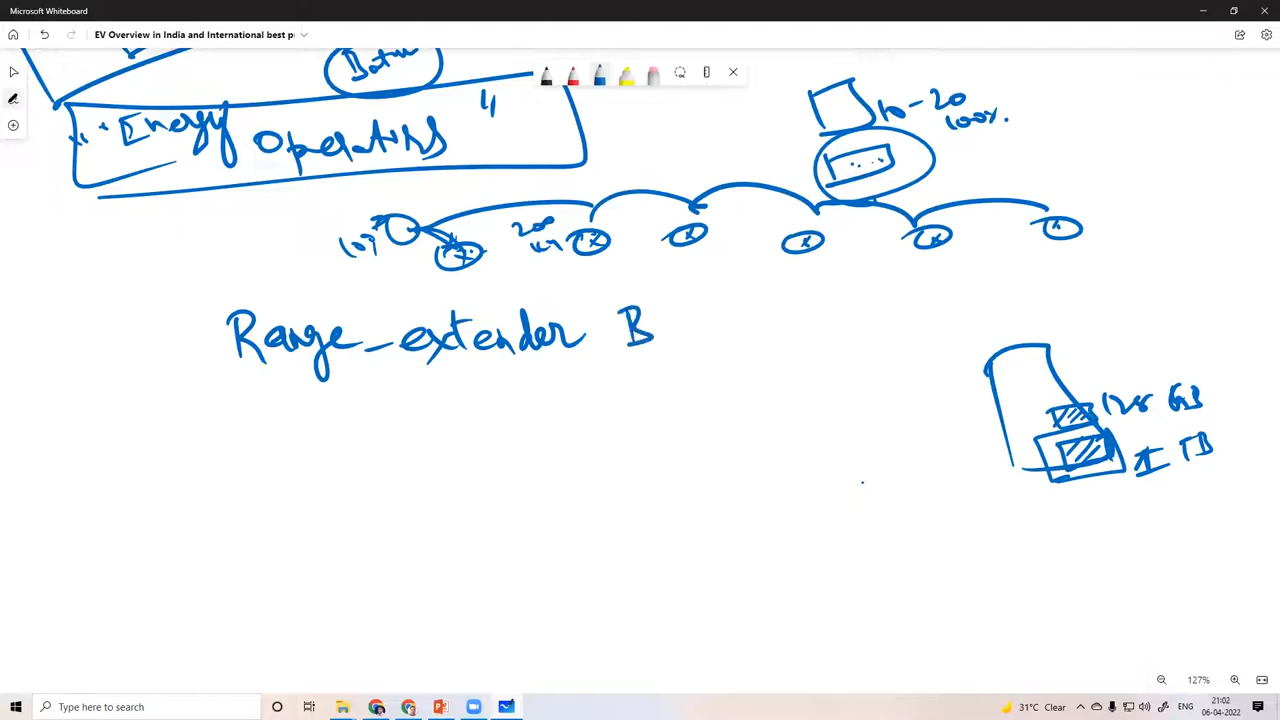 Microsoft Whiteboard
EV Overview in India and International best p
Energy Operators
10-20
100%.
200
Range-extender B
128 GB
1 TB
127%
Type here to search
31°C Clear
ENG
21:02
06-04-2022